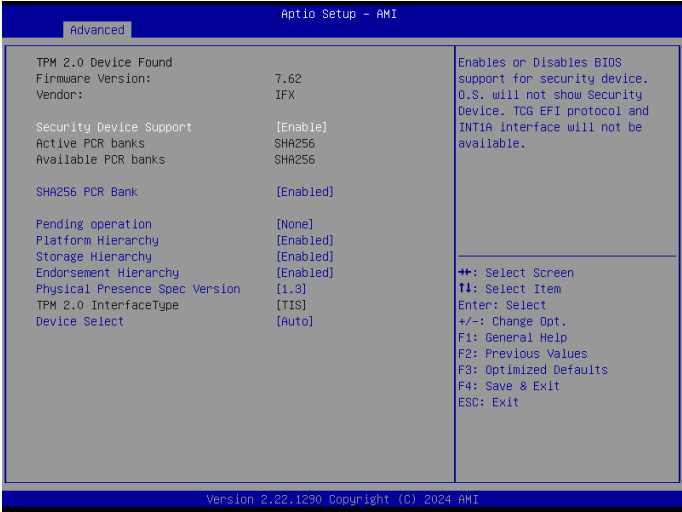 Aptio Setup - AMI
Advanced
TPM 2.0 Device Found
Firmware Version: 7.62
Vendor: IFX
Security Device Support [Enable]
Active PCR banks SHA256
Available PCR banks SHA256
SHA256 PCR Bank [Enabled]
Pending operation [None]
Platform Hierarchy [Enabled]
Storage Hierarchy [Enabled]
Endorsement Hierarchy [Enabled]
Physical Presence Spec Version [1.3]
TPM 2.0 InterfaceType [TIS]
Device Select [Auto]
Enables or Disables BIOS
support for security device.
O.S. will not show Security
Device. TCG EFI protocol and
INT1A interface will not be
available.
→←: Select Screen
↑↓: Select Item
Enter: Select
+/-: Change Opt.
F1: General Help
F2: Previous Values
F3: Optimized Defaults
F4: Save & Exit
ESC: Exit
Version 2.22.1290 Copyright (C) 2024 AMI